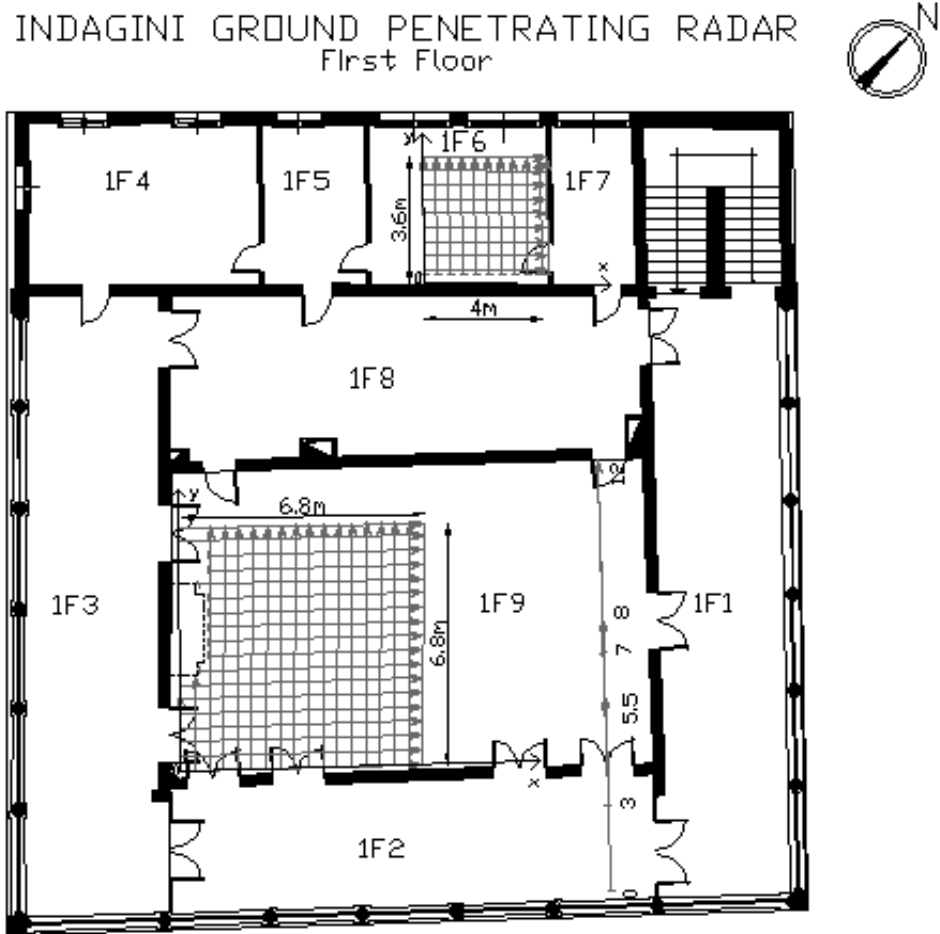 INDAGINI GROUND PENETRATING RADAR
N
First Floor
y
1F6
1F4
1F5
1F7
3.6m
0
x
4m
1F8
12
y
6.8m
1F3
1F9
8
1F1
7
6.8m
5.5
x
3
1F2
0